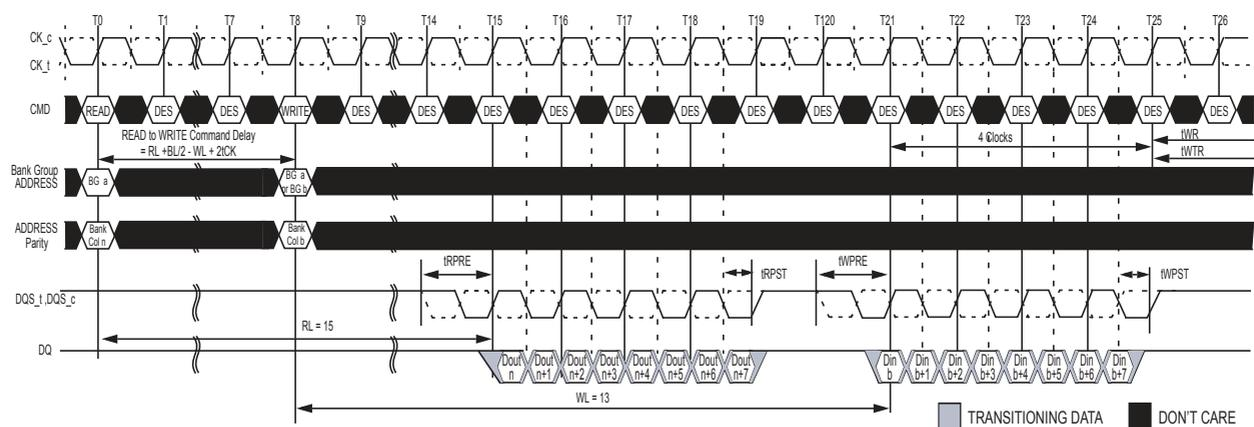 T0 T1 T7 T8 T9 T14 T15 T16 T17 T18 T19 T120 T21 T22 T23 T24 T25 T26
CK_c
CK_t
CMD READ DES DES WRITE DES DES DES DES DES DES DES DES DES DES DES DES DES DES
READ to WRITE Command Delay
= RL +BL/2 - WL + 2tCK
4 Clocks
tWR
tWTR
Bank Group
ADDRESS
BG a
BG a
or BG b
ADDRESS
Parity
Bank
Col n
Bank
Col b
tRPRE
tRPST
tWPRE
tWPST
DQS_t ,DQS_c
RL = 15
DQ
Dout Dout Dout Dout Dout Dout Dout Dout
n n+1 n+2 n+3 n+4 n+5 n+6 n+7
Din Din Din Din Din Din Din Din
b b+1 b+2 b+3 b+4 b+5 b+6 b+7
WL = 13
TRANSITIONING DATA
DON'T CARE